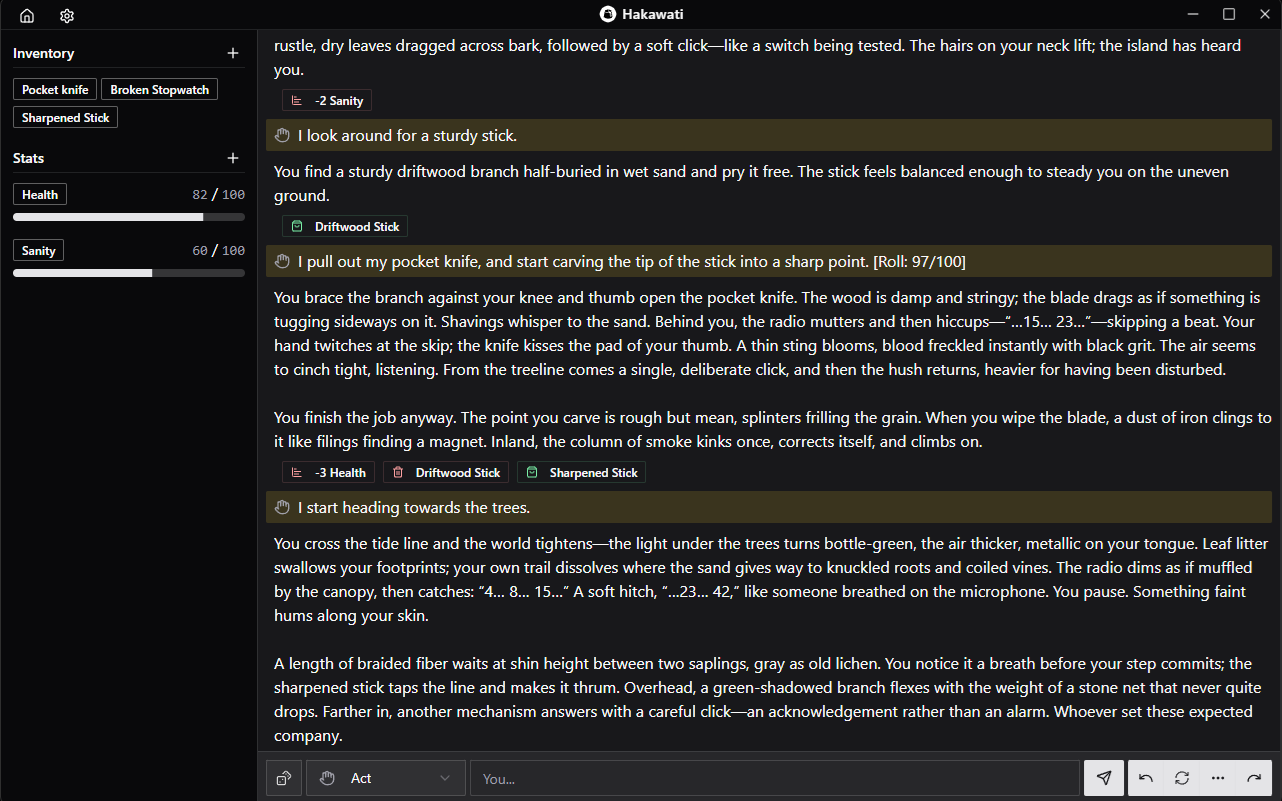 Hakawati
Inventory
Pocket knife
Broken Stopwatch
Sharpened Stick
Stats
Health
82 / 100
Sanity
60 / 100
rustle, dry leaves dragged across bark, followed by a soft click—like a switch being tested. The hairs on your neck lift; the island has heard
you.
-2 Sanity
I look around for a sturdy stick.
You find a sturdy driftwood branch half-buried in wet sand and pry it free. The stick feels balanced enough to steady you on the uneven
ground.
Driftwood Stick
I pull out my pocket knife, and start carving the tip of the stick into a sharp point. [Roll: 97/100]
You brace the branch against your knee and thumb open the pocket knife. The wood is damp and stringy; the blade drags as if something is
tugging sideways on it. Shavings whisper to the sand. Behind you, the radio mutters and then hiccups—“...15... 23...”—skipping a beat. Your
hand twitches at the skip; the knife kisses the pad of your thumb. A thin sting blooms, blood freckled instantly with black grit. The air seems
to cinch tight, listening. From the treeline comes a single, deliberate click, and then the hush returns, heavier for having been disturbed.
You finish the job anyway. The point you carve is rough but mean, splinters frilling the grain. When you wipe the blade, a dust of iron clings to
it like filings finding a magnet. Inland, the column of smoke kinks once, corrects itself, and climbs on.
-3 Health
Driftwood Stick
Sharpened Stick
I start heading towards the trees.
You cross the tide line and the world tightens—the light under the trees turns bottle-green, the air thicker, metallic on your tongue. Leaf litter
swallows your footprints; your own trail dissolves where the sand gives way to knuckled roots and coiled vines. The radio dims as if muffled
by the canopy, then catches: “4... 8... 15...” A soft hitch, “...23... 42,” like someone breathed on the microphone. You pause. Something faint
hums along your skin.
A length of braided fiber waits at shin height between two saplings, gray as old lichen. You notice it a breath before your step commits; the
sharpened stick taps the line and makes it thrum. Overhead, a green-shadowed branch flexes with the weight of a stone net that never quite
drops. Farther in, another mechanism answers with a careful click—an acknowledgement rather than an alarm. Whoever set these expected
company.
Act
You...